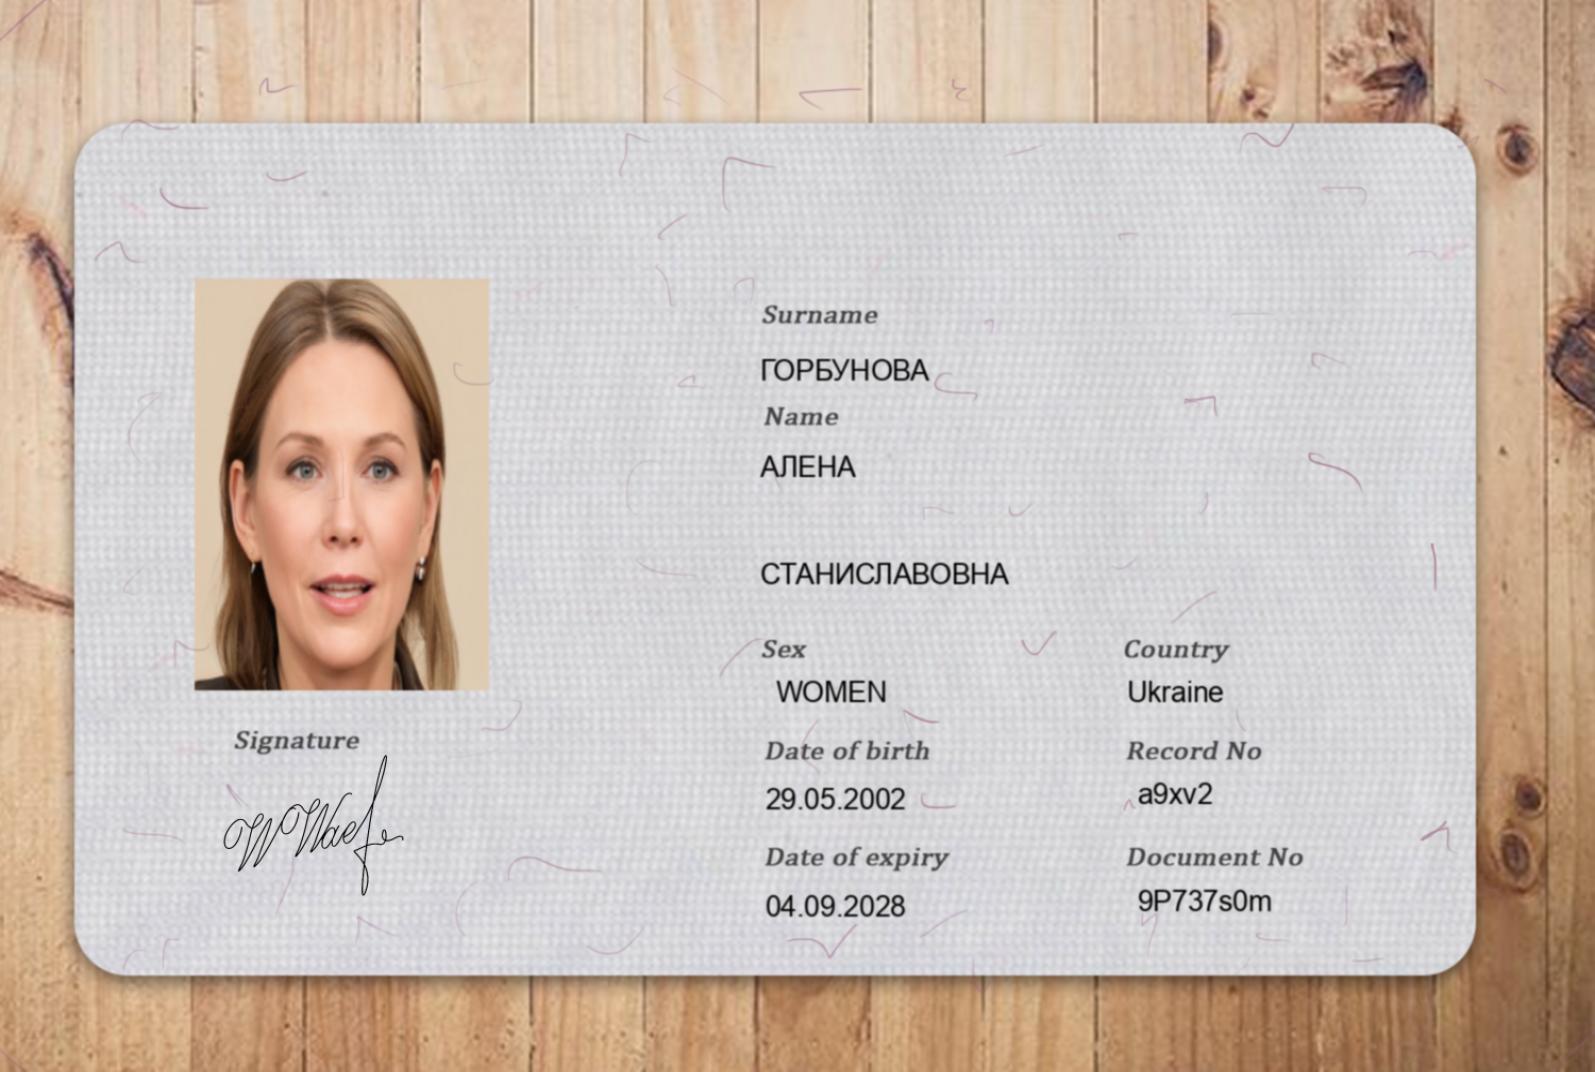 Surname
ГОРБУНОВА
Name
АЛЕНА
СТАНИСЛАВОВНА
Sex
WOMEN
Country
Ukraine
Date of birth
29.05.2002
Record No
a9xv2
Date of expiry
04.09.2028
Document No
9P737s0m
Signature